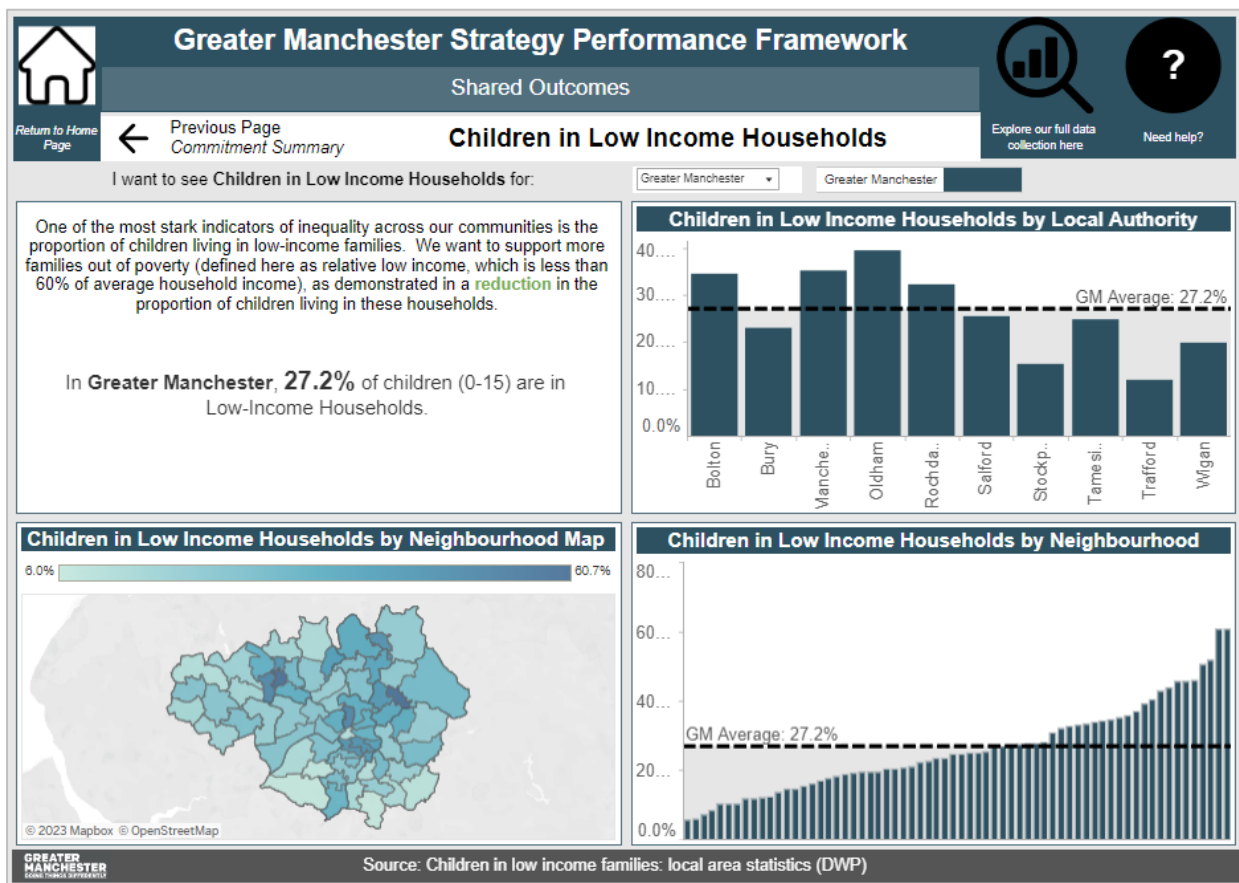 Greater Manchester Strategy Performance Framework
Shared Outcomes
?
Return to Home
Page
Previous Page
Commitment Summary
Children in Low Income Households
Explore our full data
collection here
Need help?
I want to see Children in Low Income Households for:
Greater Manchester
Greater Manchester
One of the most stark indicators of inequality across our communities is the
proportion of children living in low-income families. We want to support more
families out of poverty (defined here as relative low income, which is less than
60% of average household income), as demonstrated in a reduction in the
proportion of children living in these households.
In Greater Manchester, 27.2% of children (0-15) are in
Low-Income Households.
Children in Low Income Households by Local Authority
40....
30....
20....
10....
0.0%
GM Average: 27.2%
Bolton
Bury
Manche..
Oldham
Rochda..
Salford
Stockp..
Tamesi..
Trafford
Wigan
Children in Low Income Households by Neighbourhood Map
6.0%
60.7%
© 2023 Mapbox © OpenStreetMap
Children in Low Income Households by Neighbourhood
80...
60...
40...
20...
0.0%
GM Average: 27.2%
GREATER
MANCHESTER
DOING THINGS DIFFERENTLY
Source: Children in low income families: local area statistics (DWP)